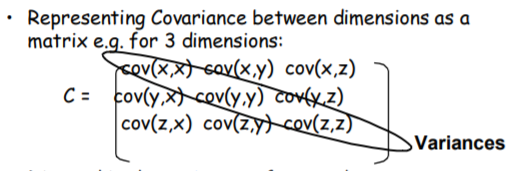 • Representing Covariance between dimensions as a
matrix e.g. for 3 dimensions:
cov(x,x) cov(x,y) cov(x,z)
C = cov(y,x) cov(y,y) cov(y,z)
cov(z,x) cov(z,y) cov(z,z)
Variances